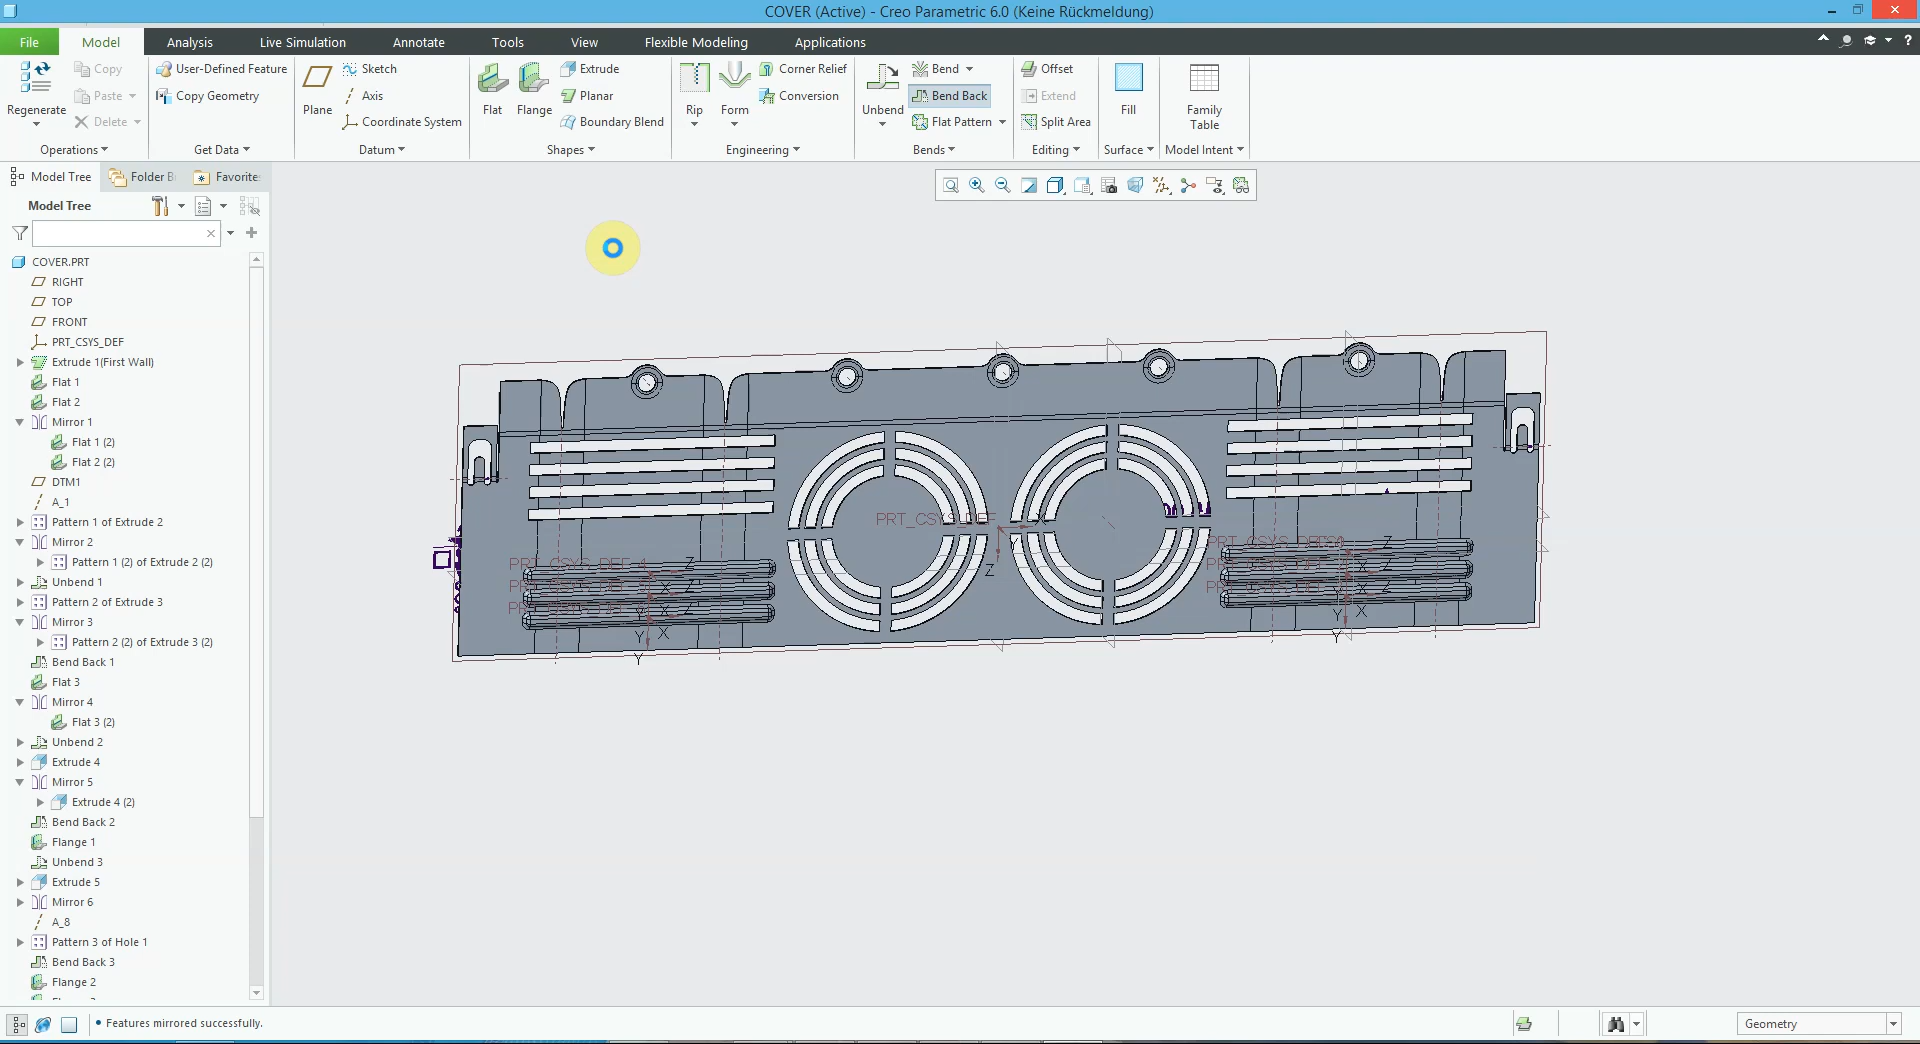 COVER (Active) - Creo Parametric 6.0 (Keine Rückmeldung)
File Model Analysis Live Simulation Annotate Tools View Flexible Modeling Applications
Regenerate
Copy
Paste
Delete
Operations
User-Defined Feature
Copy Geometry
Get Data
Plane
Sketch
Axis
Coordinate System
Datum
Flat
Flange
Extrude
Planar
Boundary Blend
Shapes
Rip
Form
Corner Relief
Conversion
Engineering
Unbend
Bend
Bend Back
Flat Pattern
Bends
Offset
Extend
Split Area
Editing
Fill
Surface
Family
Table
Model Intent
Model Tree Folder B Favorite
Model Tree
COVER.PRT
RIGHT
TOP
FRONT
PRT_CSYS_DEF
Extrude 1(First Wall)
Flat 1
Flat 2
Mirror 1
Flat 1 (2)
Flat 2 (2)
DTM1
A_1
Pattern 1 of Extrude 2
Mirror 2
Pattern 1 (2) of Extrude 2 (2)
Unbend 1
Pattern 2 of Extrude 3
Mirror 3
Pattern 2 (2) of Extrude 3 (2)
Bend Back 1
Flat 3
Mirror 4
Flat 3 (2)
Unbend 2
Extrude 4
Mirror 5
Extrude 4 (2)
Bend Back 2
Flange 1
Unbend 3
Extrude 5
Mirror 6
A_8
Pattern 3 of Hole 1
Bend Back 3
Flange 2
PRT_CSYS_DEF X
Z
Z
Z
Z
X
X
Y
X
Y
Z
Z
X
X
Y
X
Y
Features mirrored successfully.
Geometry